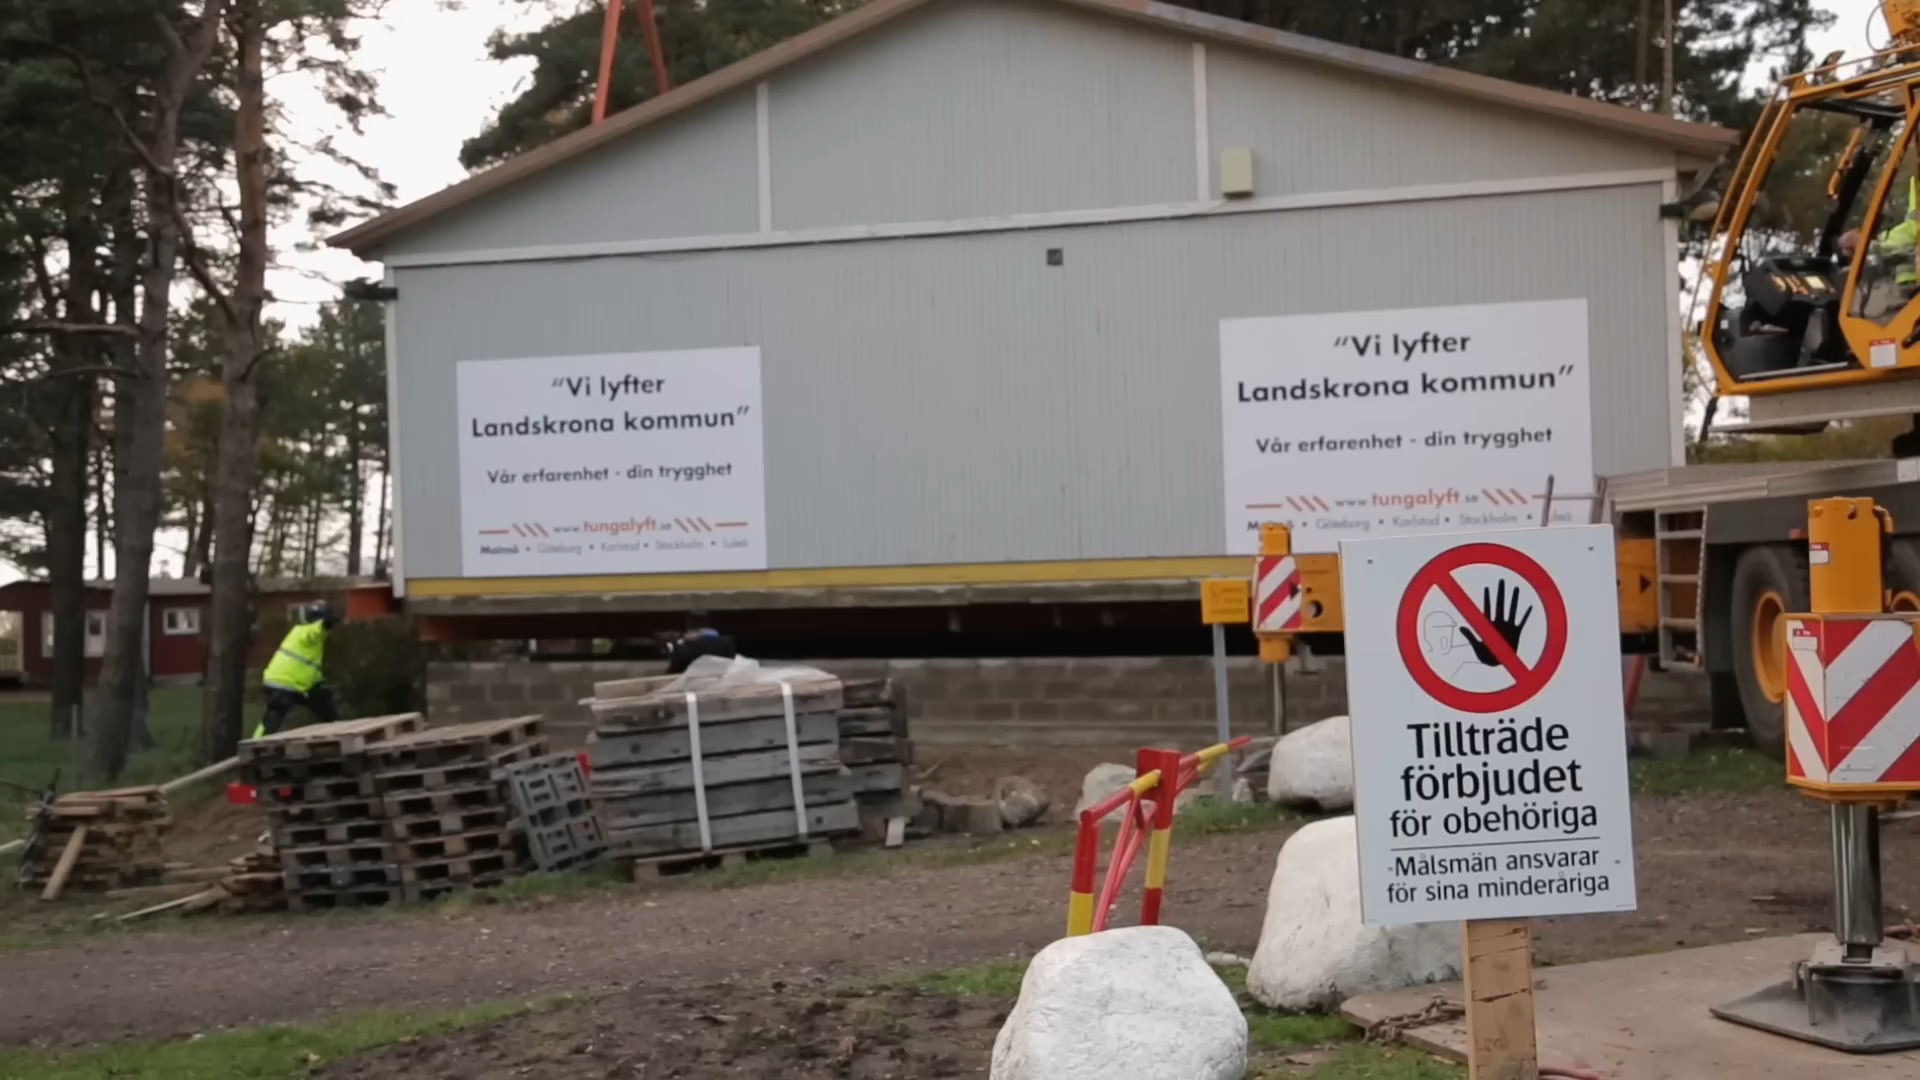 "Vi lyfter
Landskrona kommun"
Vår erfarenhet - din trygghet
www.tungalyft.se
Malmö • Göteborg • Karlstad • Stockholm • Luleå
"Vi lyfter
Landskrona kommun"
Vår erfarenhet - din trygghet
www.tungalyft.se
Malmö • Göteborg • Karlstad • Stockholm • Luleå
Tillträde
förbjudet
för obehöriga
Målsmän ansvarar
för sina minderåriga